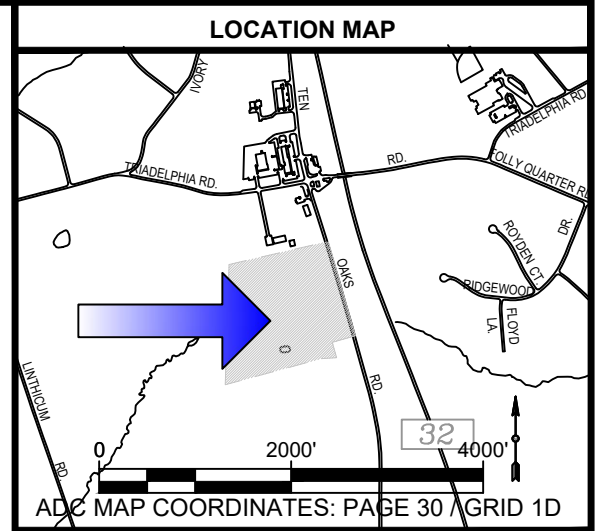 LOCATION MAP
IVORY
TEN
TRIADELPHIA RD.
TRIADELPHIA RD.
RD.
FOLLY QUARTER RD.
DR.
ROYDEN CT.
RIDGEWOOD
FLOYD
LA.
OAKS
RD.
LINTHICUM
RD.
32
0 2000' 4000'
ADC MAP COORDINATES: PAGE 30 / GRID 1D